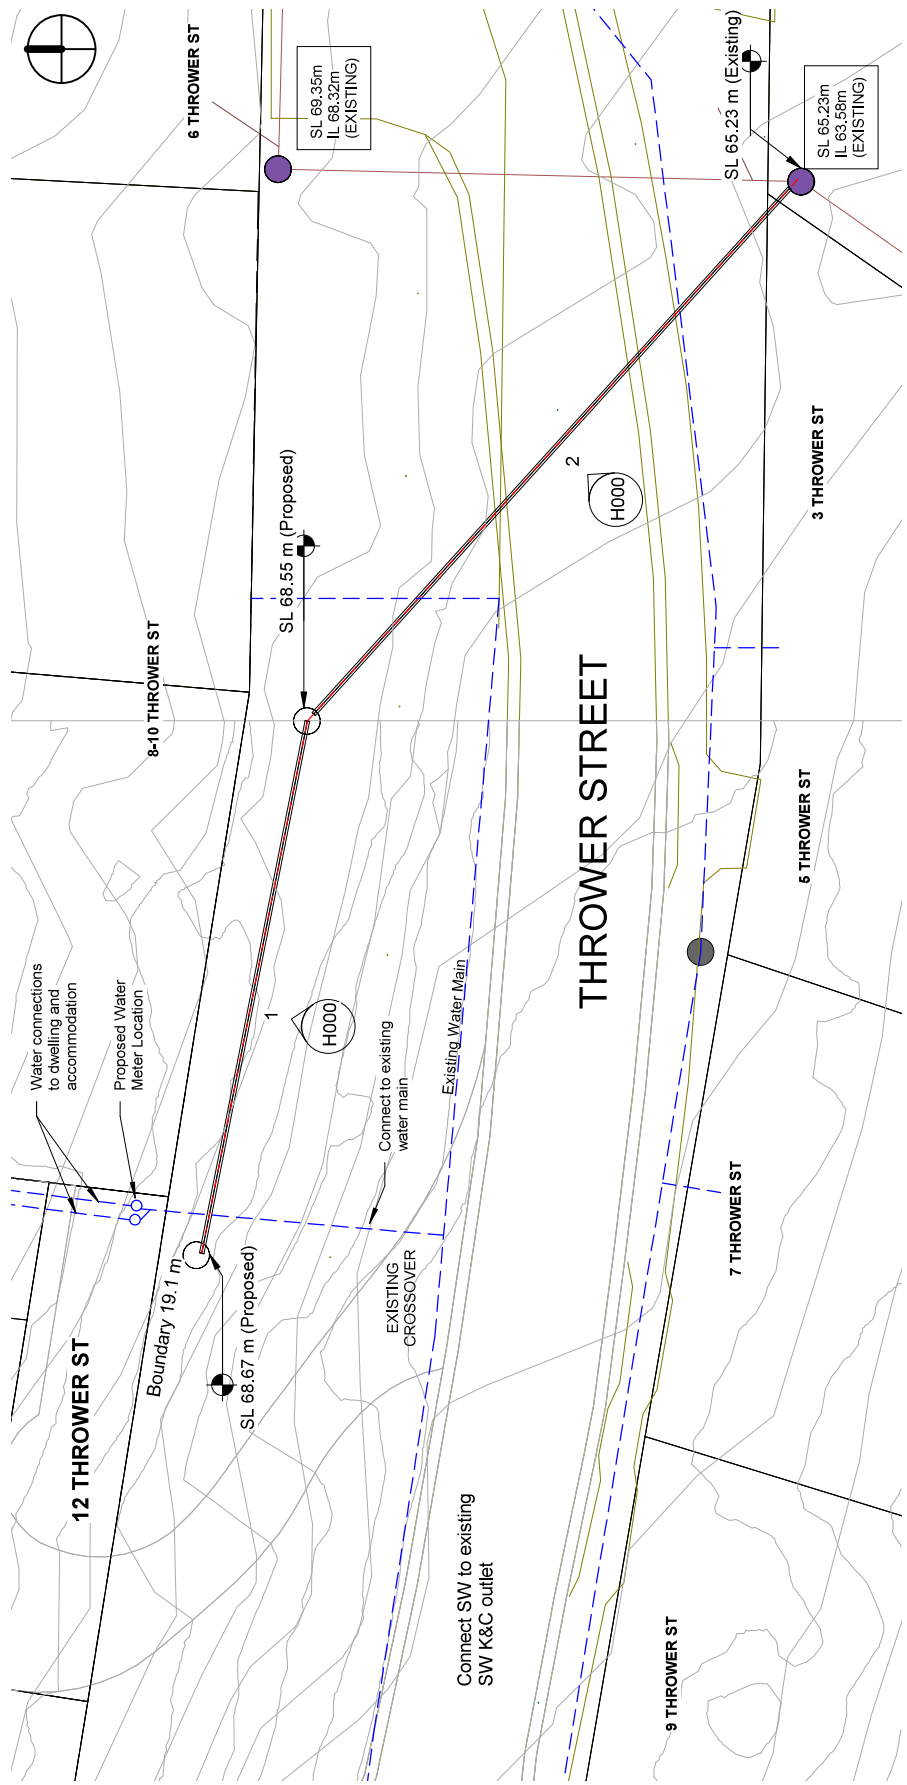 6 THROWER ST
SL 69.35m
IL 68.32m
(EXISTING)
SL 65.23 m (Existing)
SL 65.23m
IL 63.58m
(EXISTING)
3 THROWER ST
2
H000
SL 68.55 m (Proposed)
8-10 THROWER ST
THROWER STREET
5 THROWER ST
Water connections
to dwelling and
accommodation
Proposed Water
Meter Location
1
H000
Connect to existing
water main
Existing Water Main
7 THROWER ST
Boundary 19.1 m
SL 68.67 m (Proposed)
EXISTING
CROSSOVER
12 THROWER ST
Connect SW to existing
SW K&C outlet
9 THROWER ST